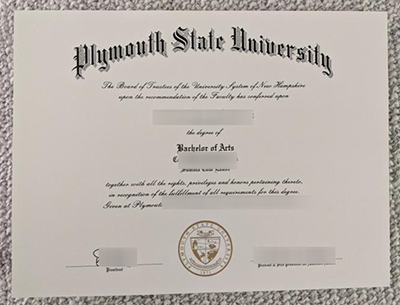 Plymouth State University
The Board of Trustees of the University System of New Hampshire
upon the recommendation of the Faculty has conferred upon
the degree of
Bachelor of Arts
together with all the rights, privileges and honors pertaining thereto,
in recognition of the fulfillment of all requirements for this degree.
Given at Plymouth
President